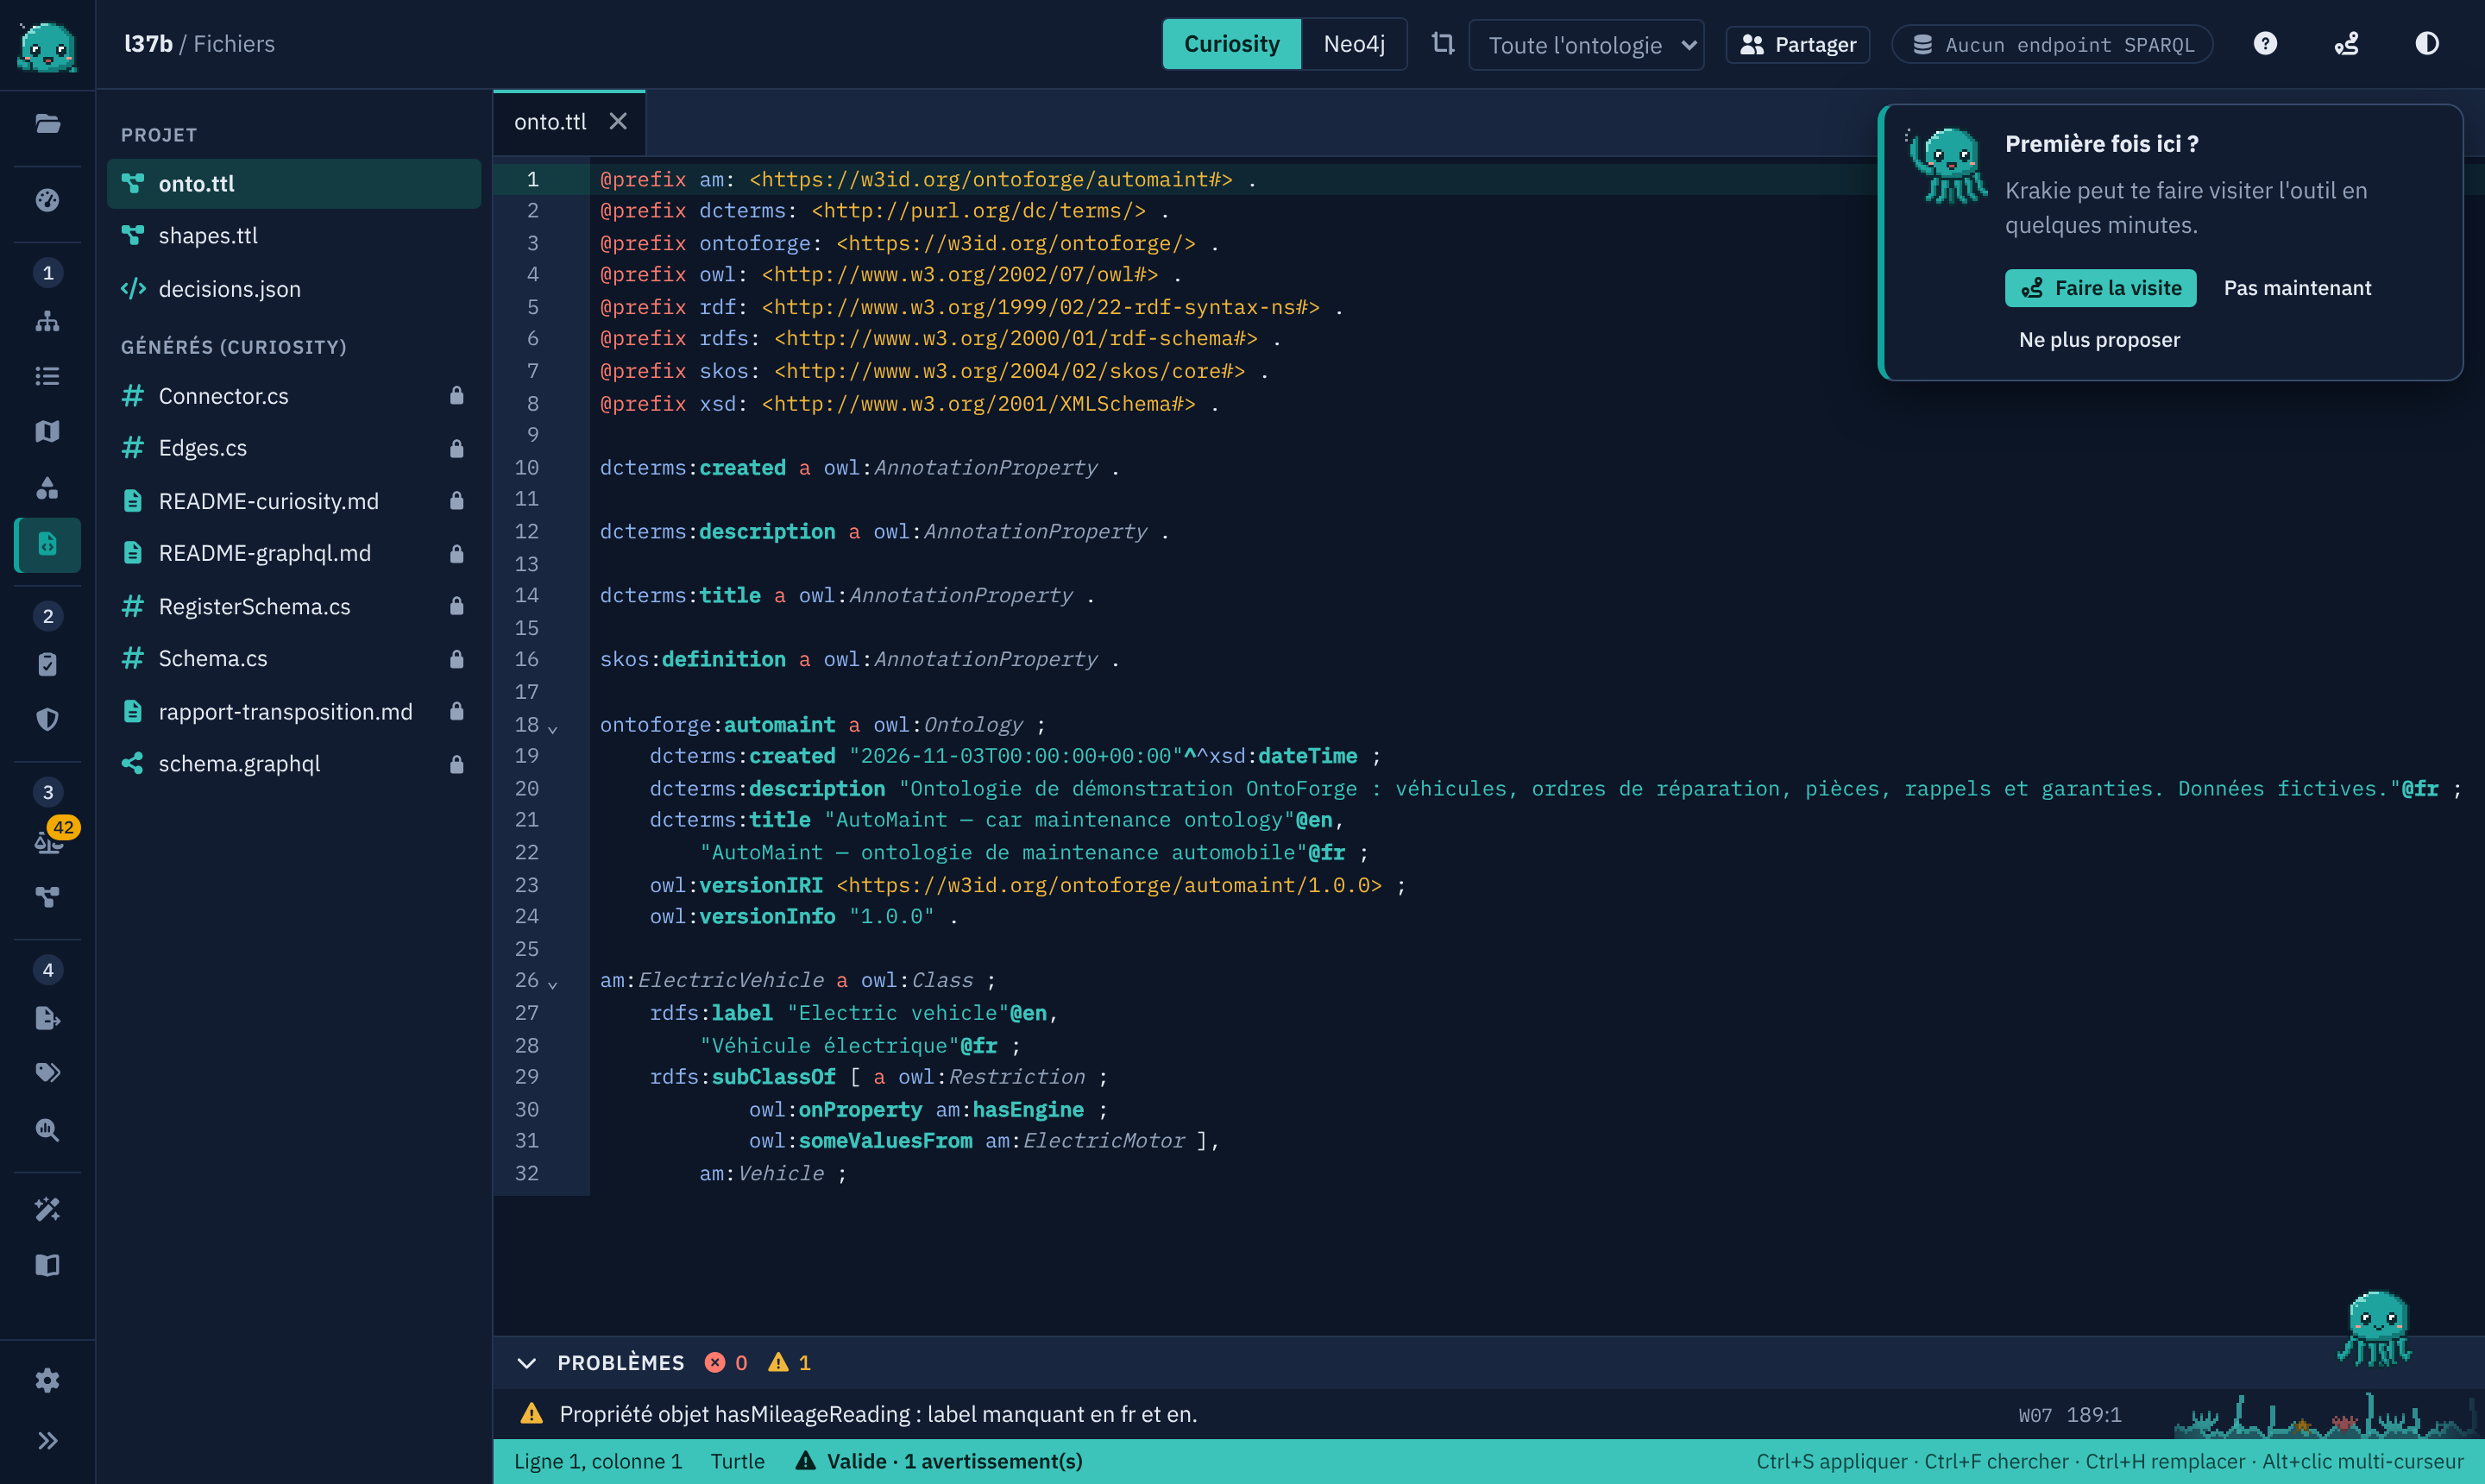 l37b / Fichiers
Curiosity
Neo4j
Toute l'ontologie
Partager
Aucun endpoint SPARQL
PROJET
onto.ttl
shapes.ttl
decisions.json
GÉNÉRÉS (CURIOSITY)
Connector.cs
Edges.cs
README-curiosity.md
README-graphql.md
RegisterSchema.cs
Schema.cs
rapport-transposition.md
schema.graphql
1
2
3
42
4
onto.ttl
Première fois ici ?
Krakie peut te faire visiter l'outil en
quelques minutes.
Faire la visite
Pas maintenant
Ne plus proposer
1 @prefix am: <https://w3id.org/ontoforge/automaint#> .
2 @prefix dcterms: <http://purl.org/dc/terms/> .
3 @prefix ontoforge: <https://w3id.org/ontoforge/> .
4 @prefix owl: <http://www.w3.org/2002/07/owl#> .
5 @prefix rdf: <http://www.w3.org/1999/02/22-rdf-syntax-ns#> .
6 @prefix rdfs: <http://www.w3.org/2000/01/rdf-schema#> .
7 @prefix skos: <http://www.w3.org/2004/02/skos/core#> .
8 @prefix xsd: <http://www.w3.org/2001/XMLSchema#> .
9
10 dcterms:created a owl:AnnotationProperty .
11
12 dcterms:description a owl:AnnotationProperty .
13
14 dcterms:title a owl:AnnotationProperty .
15
16 skos:definition a owl:AnnotationProperty .
17
18 ontoforge:automaint a owl:Ontology ;
19 dcterms:created "2026-11-03T00:00:00+00:00"^^xsd:dateTime ;
20 dcterms:description "Ontologie de démonstration OntoForge : véhicules, ordres de réparation, pièces, rappels et garanties. Données fictives."@fr ;
21 dcterms:title "AutoMaint — car maintenance ontology"@en,
22 "AutoMaint — ontologie de maintenance automobile"@fr ;
23 owl:versionIRI <https://w3id.org/ontoforge/automaint/1.0.0> ;
24 owl:versionInfo "1.0.0" .
25
26 am:ElectricVehicle a owl:Class ;
27 rdfs:label "Electric vehicle"@en,
28 "Véhicule électrique"@fr ;
29 rdfs:subClassOf [ a owl:Restriction ;
30 owl:onProperty am:hasEngine ;
31 owl:someValuesFrom am:ElectricMotor ],
32 am:Vehicle ;
PROBLÈMES 0 1
Propriété objet hasMileageReading : label manquant en fr et en. W07 189:1
Ligne 1, colonne 1 Turtle Valide · 1 avertissement(s) Ctrl+S appliquer · Ctrl+F chercher · Ctrl+H remplacer · Alt+clic multi-curseur